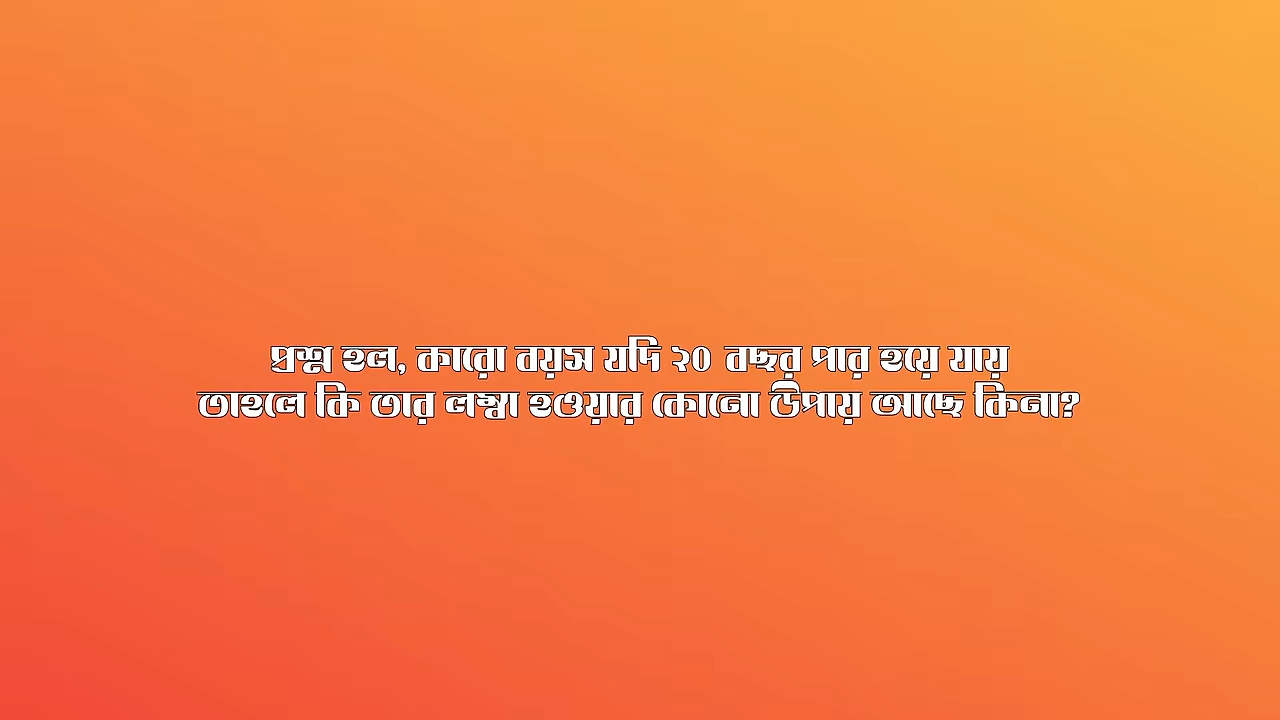 প্রশ্ন হল, কারো বয়স যদি ২০ বছর পার হয়ে যায়
তাহলে কি তার লম্বা হওয়ার কোনো উপায় আছে কিনা?